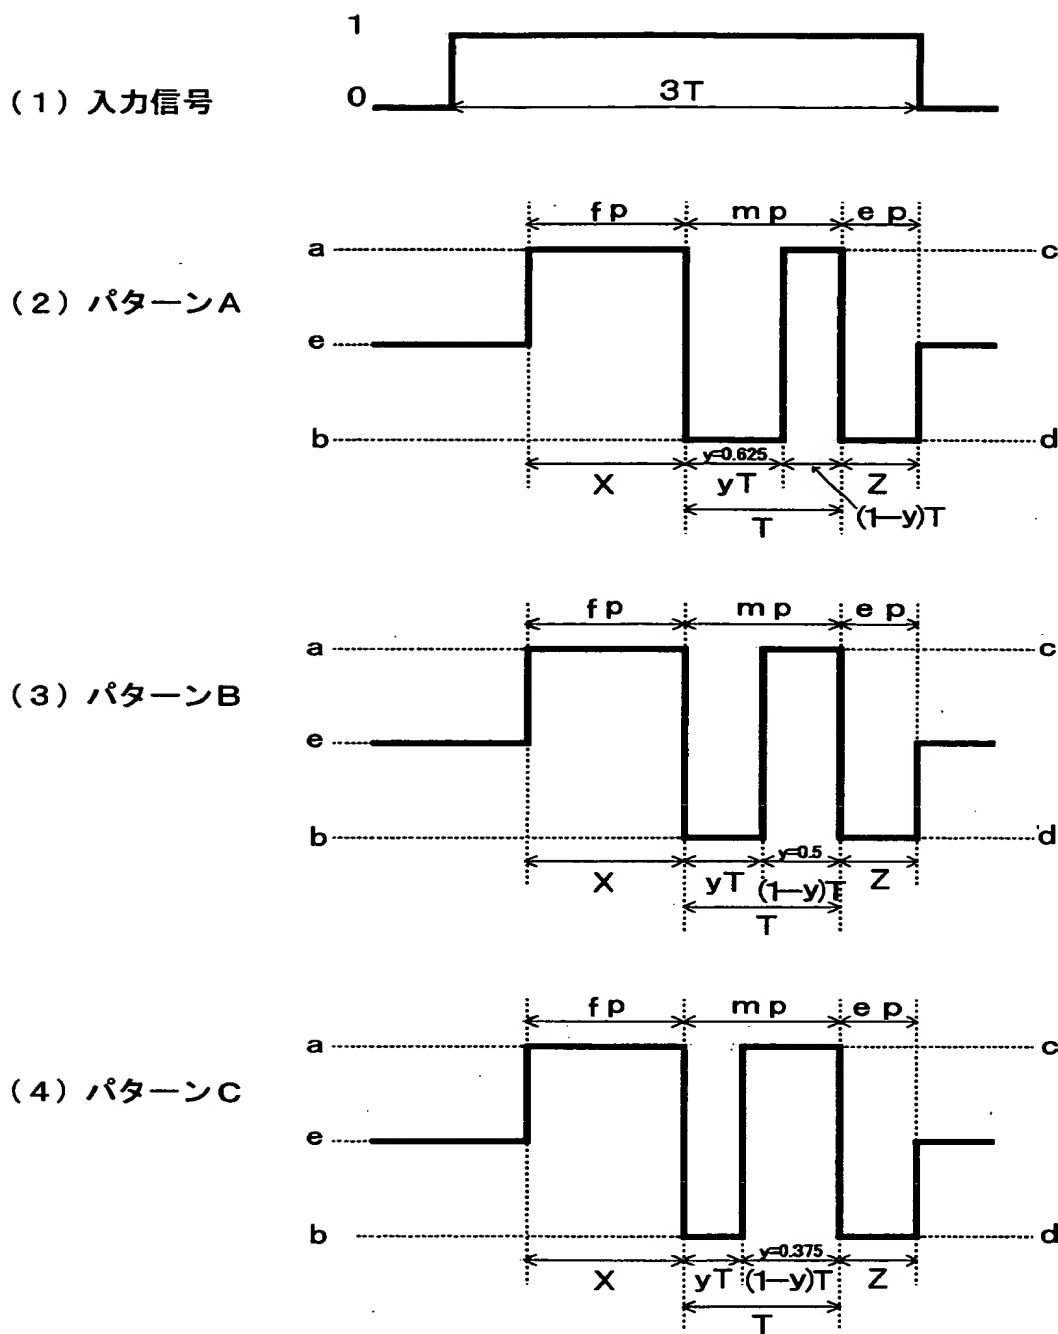 1
(1) 入力信号
0
3T
fp mp ep
a c
(2) パターンA
e
b d
y=0.625
X yT Z
(1―y)T
T
fp mp ep
a c
(3) パターンB
e
b d
y=0.5
X yT (1―y)T Z
T
fp mp ep
a c
(4) パターンC
e
b d
y=0.375
X yT (1―y)T Z
T